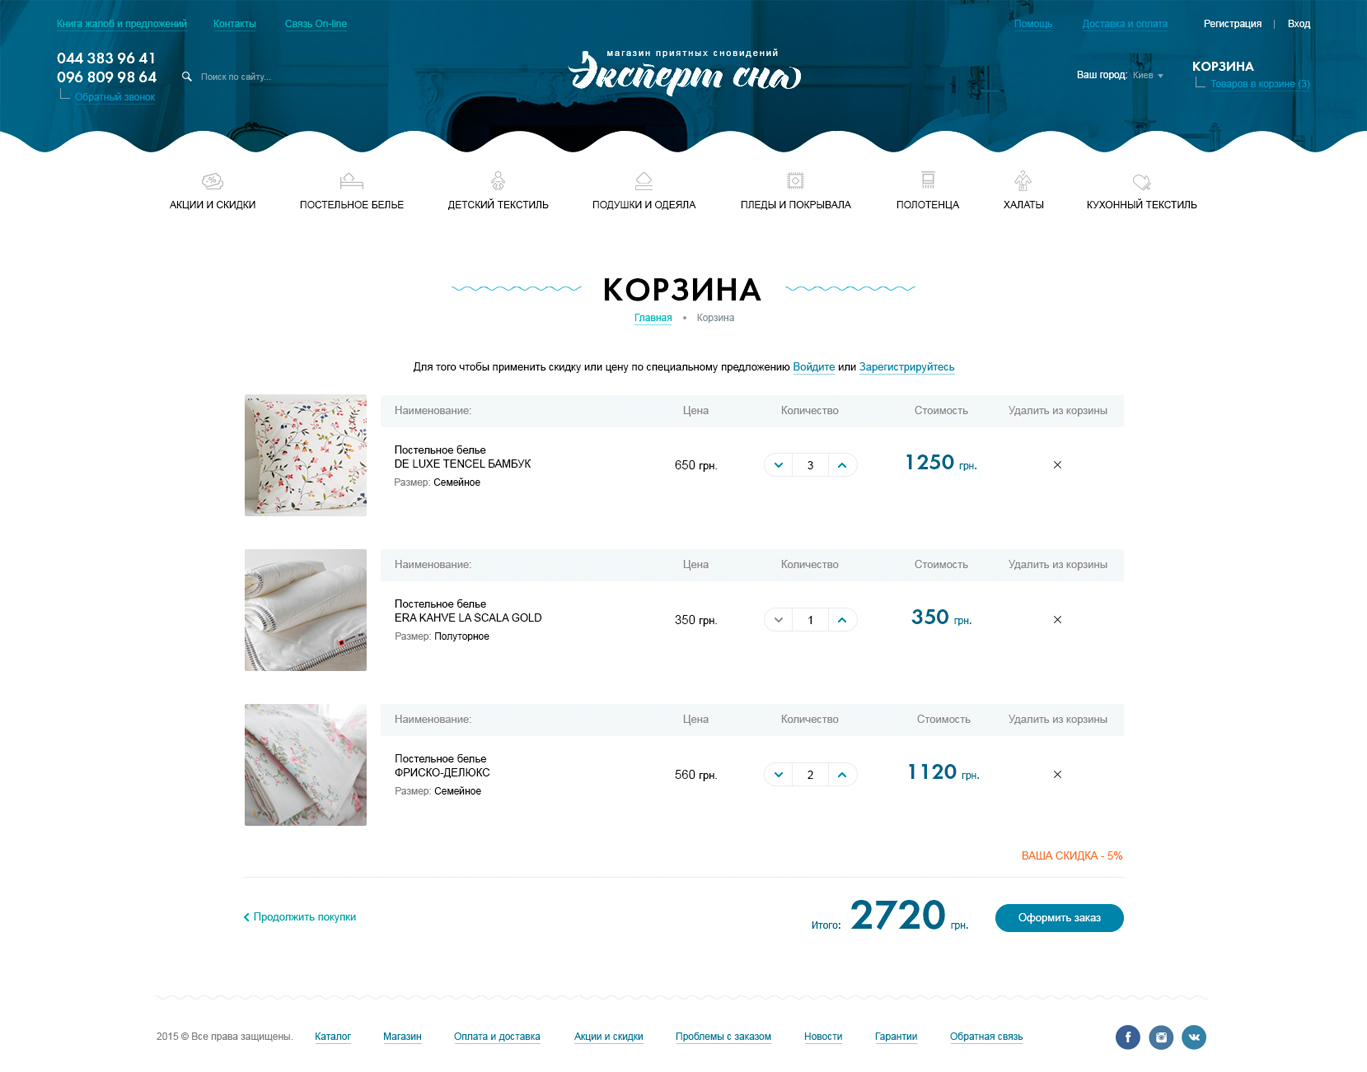 Книга жалоб и предложений Контакты Связь On-line Помощь Доставка и оплата Регистрация | Вход
044 383 96 41
096 809 98 64
Обратный звонок
Поиск по сайту...
магазин приятных сновидений
Эксперт сна
Ваш город: Киев
КОРЗИНА
Товаров в корзине (3)
АКЦИИ И СКИДКИ ПОСТЕЛЬНОЕ БЕЛЬЕ ДЕТСКИЙ ТЕКСТИЛЬ ПОДУШКИ И ОДЕЯЛА ПЛЕДЫ И ПОКРЫВАЛА ПОЛОТЕНЦА ХАЛАТЫ КУХОННЫЙ ТЕКСТИЛЬ
КОРЗИНА
Главная • Корзина
Для того чтобы применить скидку или цену по специальному предложению Войдите или Зарегистрируйтесь
Наименование: Цена Количество Стоимость Удалить из корзины
Постельное белье
DE LUXE TENCEL БАМБУК
Размер: Семейное
650 грн. 3 1250 грн.
Наименование: Цена Количество Стоимость Удалить из корзины
Постельное белье
ERA KAHVE LA SCALA GOLD
Размер: Полуторное
350 грн. 1 350 грн.
Наименование: Цена Количество Стоимость Удалить из корзины
Постельное белье
ФРИСКО-ДЕЛЮКС
Размер: Семейное
560 грн. 2 1120 грн.
ВАША СКИДКА - 5%
Продолжить покупки Итого: 2720 грн. Оформить заказ
2015 © Все права защищены. Каталог Магазин Оплата и доставка Акции и скидки Проблемы с заказом Новости Гарантии Обратная связь